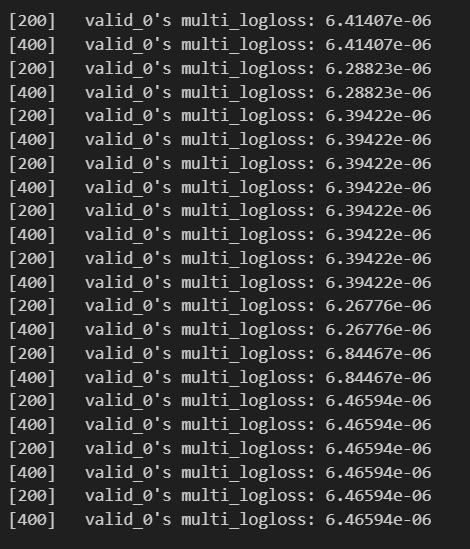 [200]	valid_0's multi_logloss: 6.41407e-06
[400]	valid_0's multi_logloss: 6.41407e-06
[200]	valid_0's multi_logloss: 6.28823e-06
[400]	valid_0's multi_logloss: 6.28823e-06
[200]	valid_0's multi_logloss: 6.39422e-06
[400]	valid_0's multi_logloss: 6.39422e-06
[200]	valid_0's multi_logloss: 6.39422e-06
[400]	valid_0's multi_logloss: 6.39422e-06
[200]	valid_0's multi_logloss: 6.39422e-06
[400]	valid_0's multi_logloss: 6.39422e-06
[200]	valid_0's multi_logloss: 6.39422e-06
[400]	valid_0's multi_logloss: 6.39422e-06
[200]	valid_0's multi_logloss: 6.26776e-06
[400]	valid_0's multi_logloss: 6.26776e-06
[200]	valid_0's multi_logloss: 6.84467e-06
[400]	valid_0's multi_logloss: 6.84467e-06
[200]	valid_0's multi_logloss: 6.46594e-06
[400]	valid_0's multi_logloss: 6.46594e-06
[200]	valid_0's multi_logloss: 6.46594e-06
[400]	valid_0's multi_logloss: 6.46594e-06
[200]	valid_0's multi_logloss: 6.46594e-06
[400]	valid_0's multi_logloss: 6.46594e-06